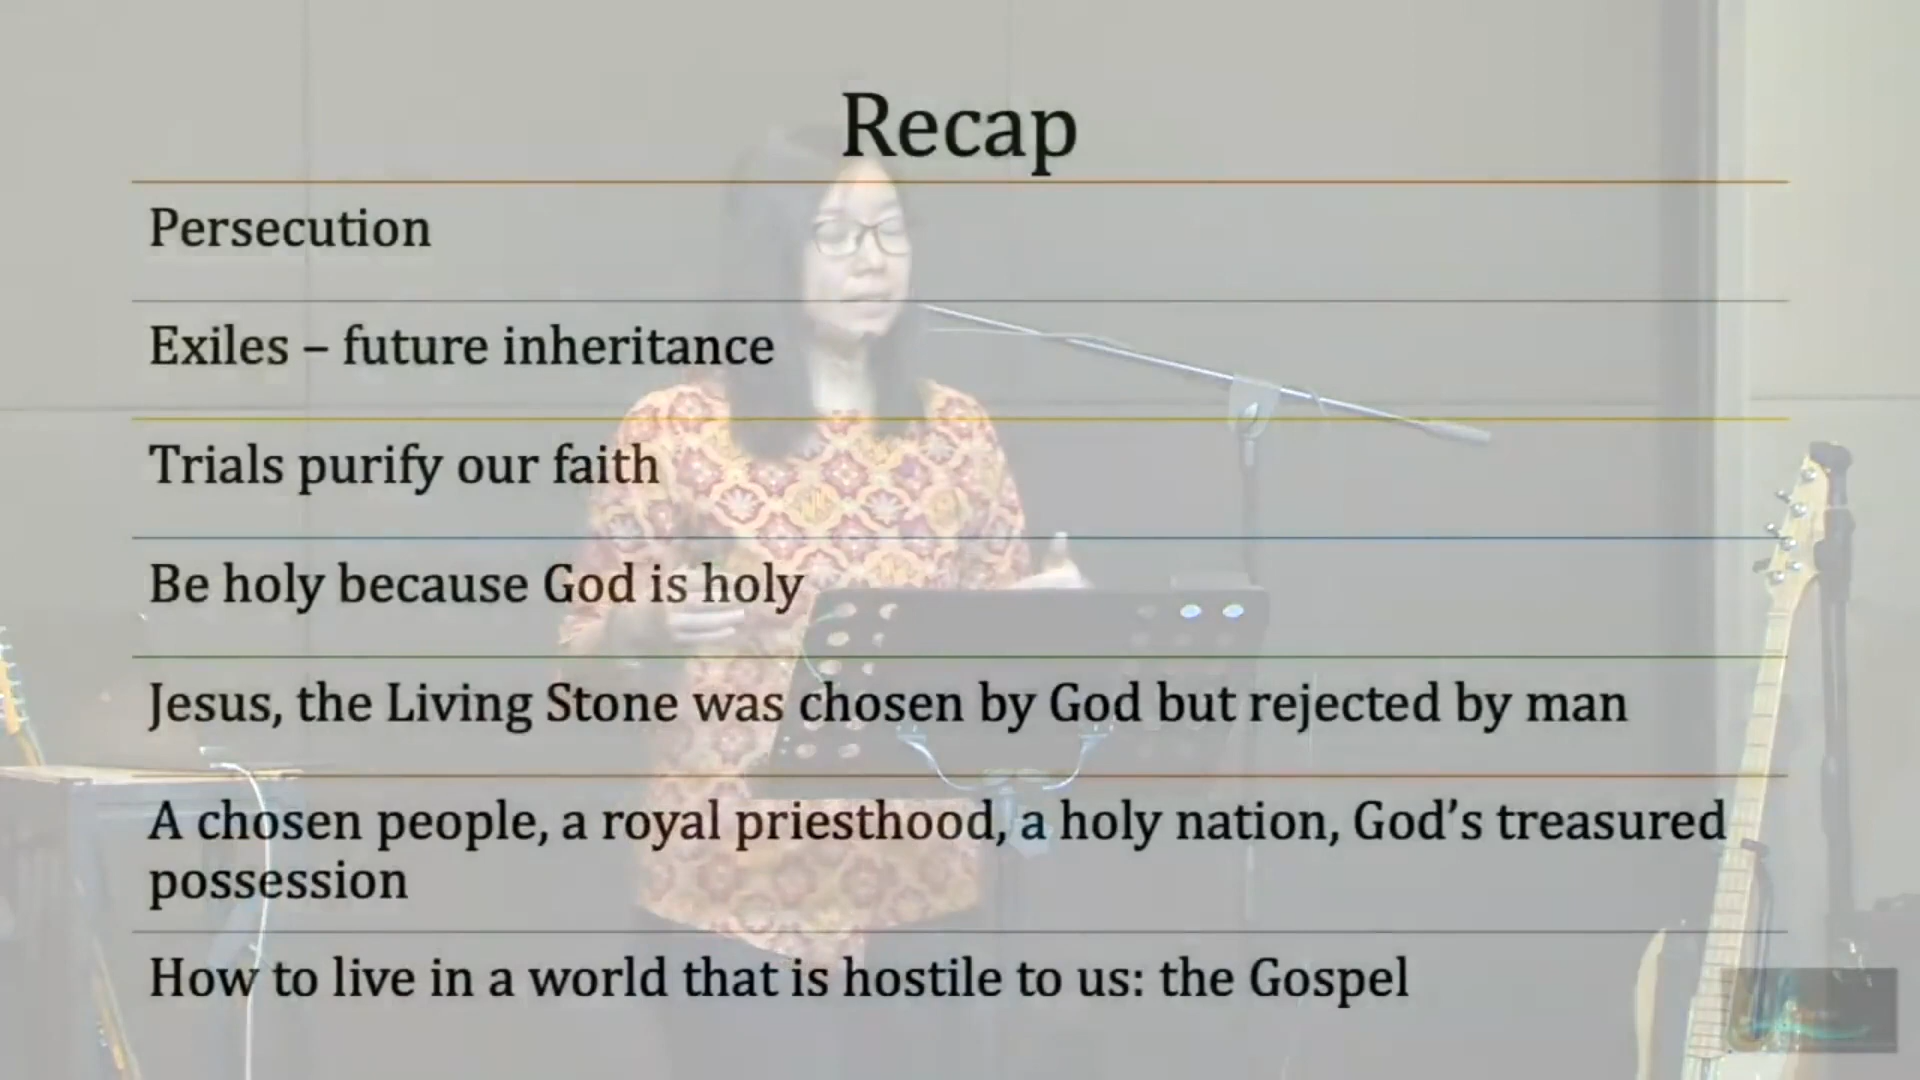 Recap
Persecution
Exiles – future inheritance
Trials purify our faith
Be holy because God is holy
Jesus, the Living Stone was chosen by God but rejected by man
A chosen people, a royal priesthood, a holy nation, God’s treasured
possession
How to live in a world that is hostile to us: the Gospel